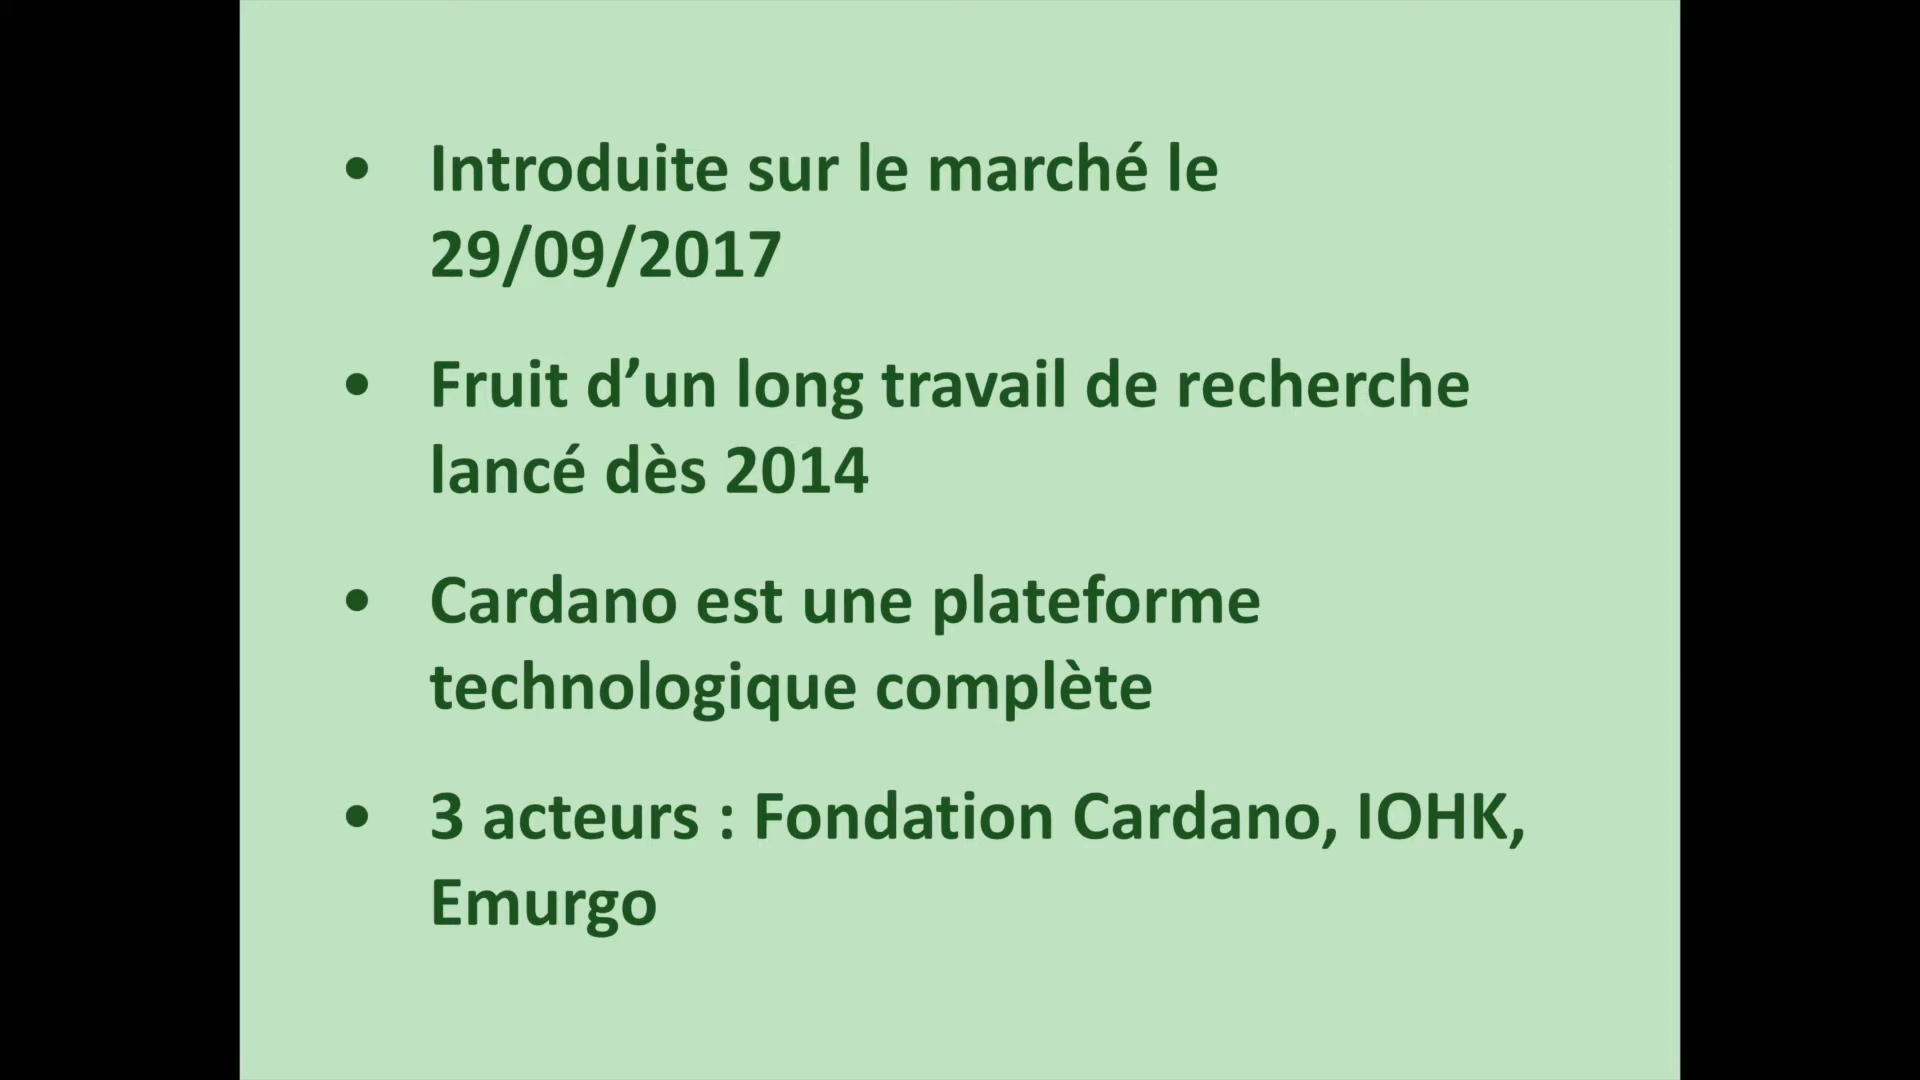 • Introduite sur le marché le
29/09/2017
• Fruit d’un long travail de recherche
lancé dès 2014
• Cardano est une plateforme
technologique complète
• 3 acteurs : Fondation Cardano, IOHK,
Emurgo